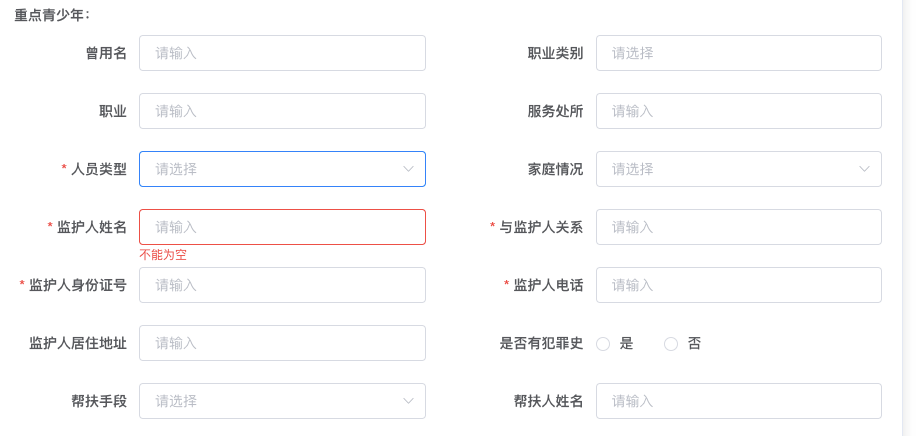 重点青少年:
曾用名 请输入 职业类别 请选择
职业 请输入 服务处所 请输入
* 人员类型 请选择 家庭情况 请选择
* 监护人姓名 请输入 * 与监护人关系 请输入
不能为空
* 监护人身份证号 请输入 * 监护人电话 请输入
监护人居住地址 请输入 是否有犯罪史 是 否
帮扶手段 请选择 帮扶人姓名 请输入